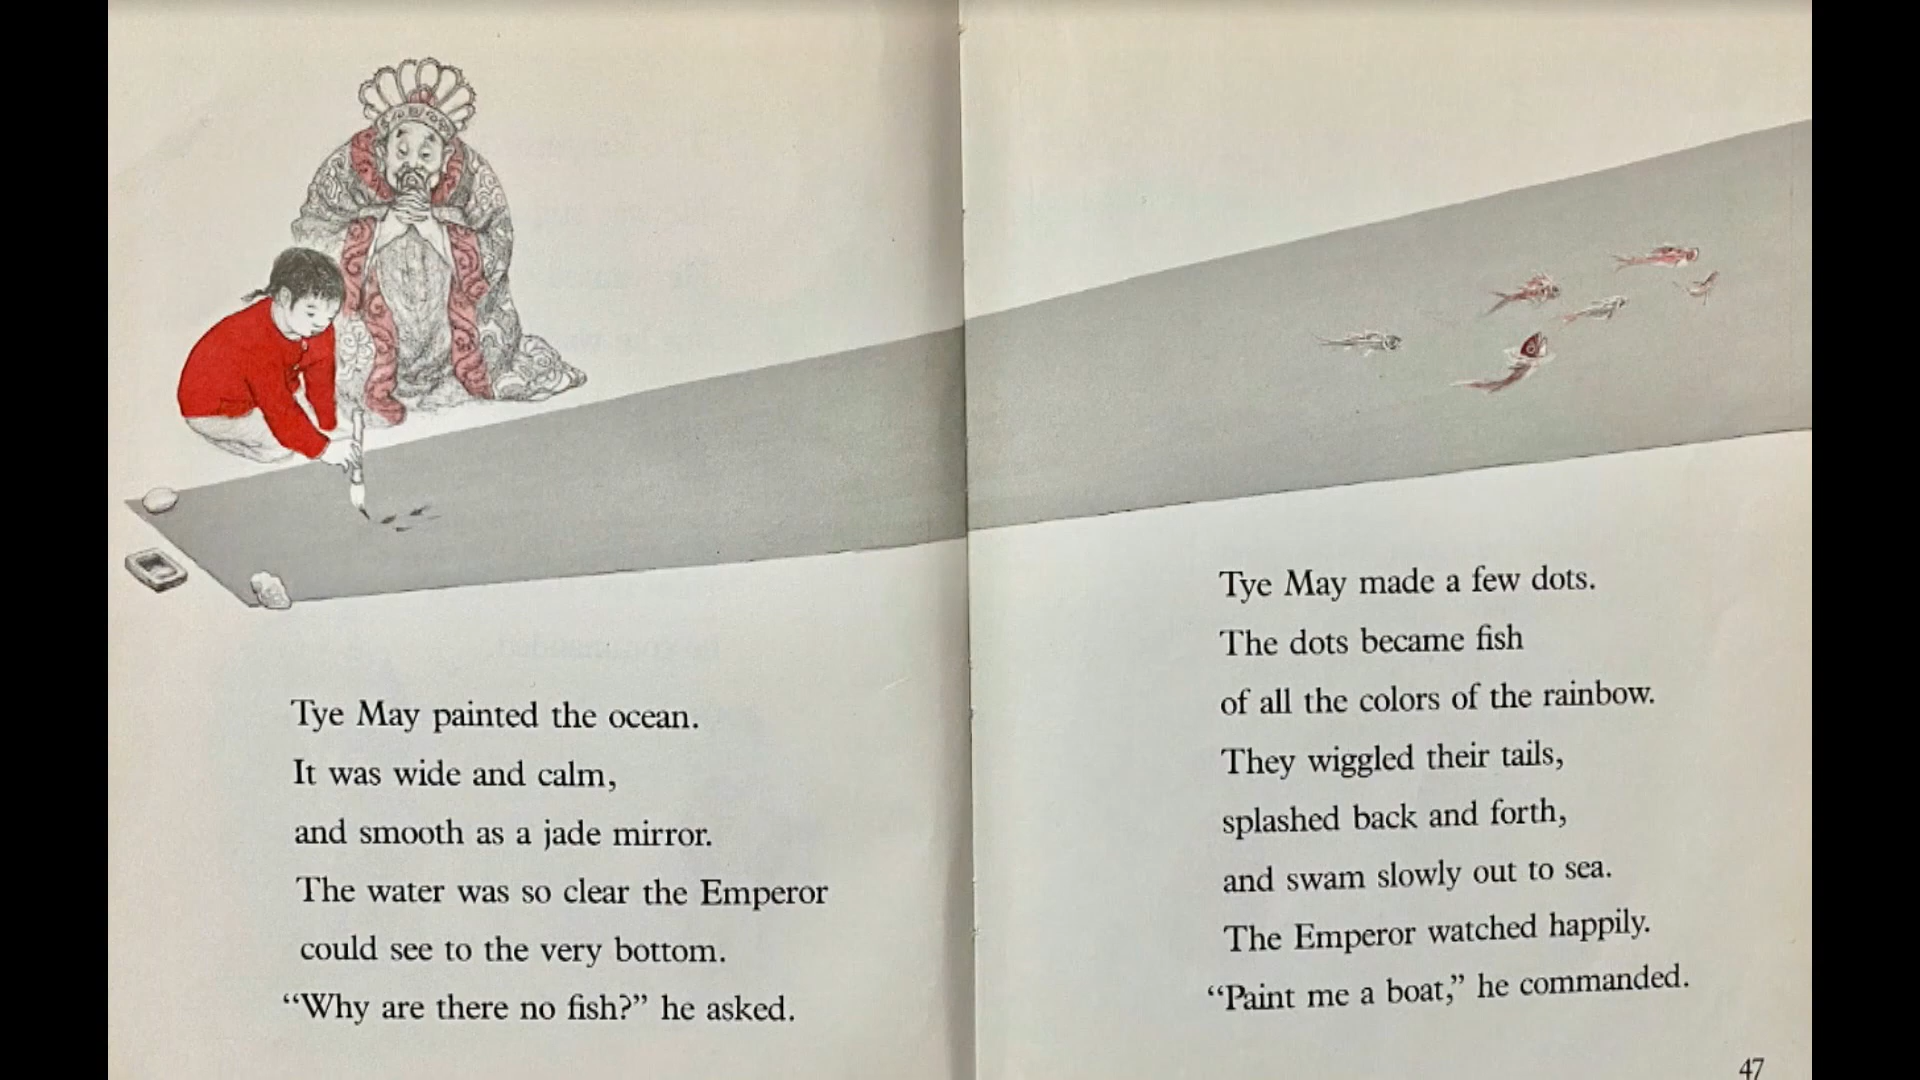 Tye May painted the ocean.
It was wide and calm,
and smooth as a jade mirror.
The water was so clear the Emperor
could see to the very bottom.
“Why are there no fish?” he asked.
Tye May made a few dots.
The dots became fish
of all the colors of the rainbow.
They wiggled their tails,
splashed back and forth,
and swam slowly out to sea.
The Emperor watched happily.
“Paint me a boat,” he commanded.
47